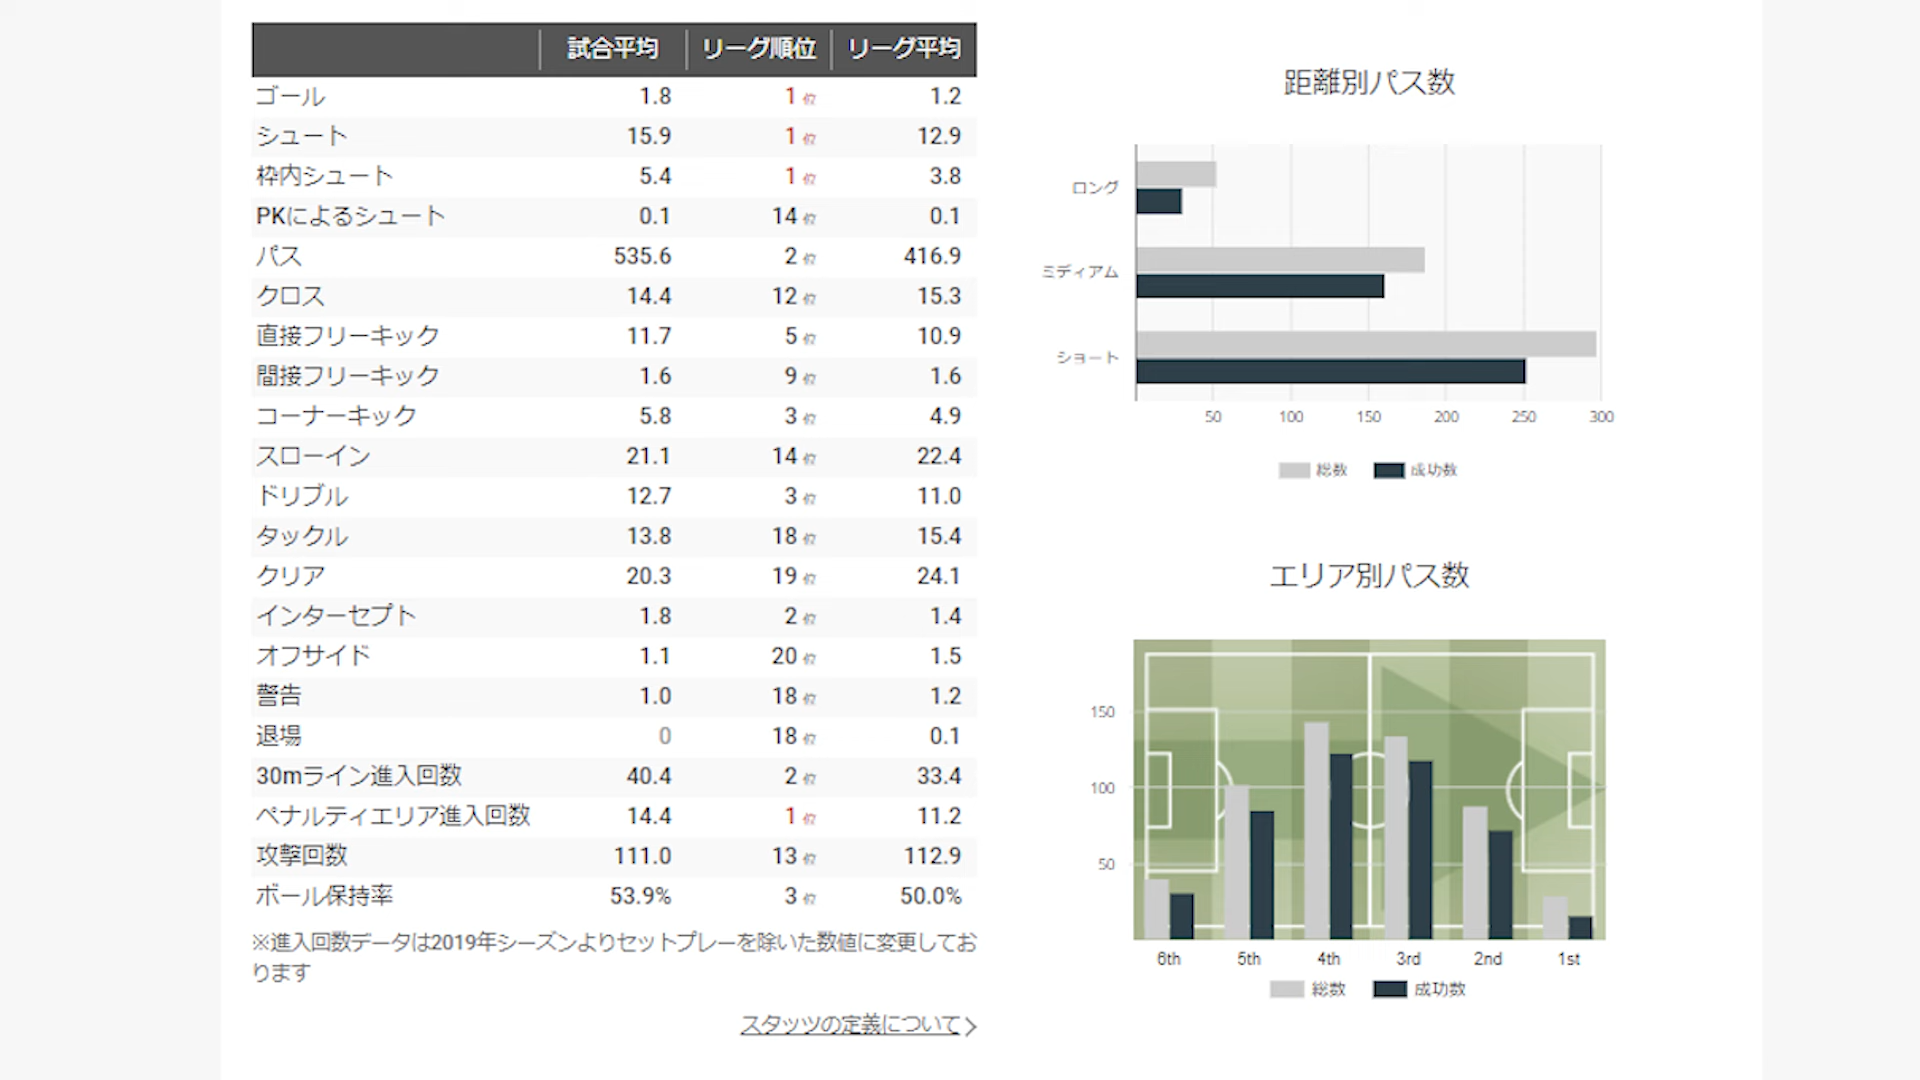 試合平均 リーグ順位 リーグ平均
ゴール 1.8 1位 1.2
シュート 15.9 1位 12.9
枠内シュート 5.4 1位 3.8
PKによるシュート 0.1 14位 0.1
パス 535.6 2位 416.9
クロス 14.4 12位 15.3
直接フリーキック 11.7 5位 10.9
間接フリーキック 1.6 9位 1.6
コーナーキック 5.8 3位 4.9
スローイン 21.1 14位 22.4
ドリブル 12.7 3位 11.0
タックル 13.8 18位 15.4
クリア 20.3 19位 24.1
インターセプト 1.8 2位 1.4
オフサイド 1.1 20位 1.5
警告 1.0 18位 1.2
退場 0 18位 0.1
30mライン進入回数 40.4 2位 33.4
ペナルティエリア進入回数 14.4 1位 11.2
攻撃回数 111.0 13位 112.9
ボール保持率 53.9% 3位 50.0%
※進入回数データは2019年シーズンよりセットプレーを除いた数値に変更してお
ります
スタッツの定義について
距離別パス数
ロング
ミディアム
ショート
50 100 150 200 250 300
総数 成功数
エリア別パス数
150
100
50
6th 5th 4th 3rd 2nd 1st
総数 成功数